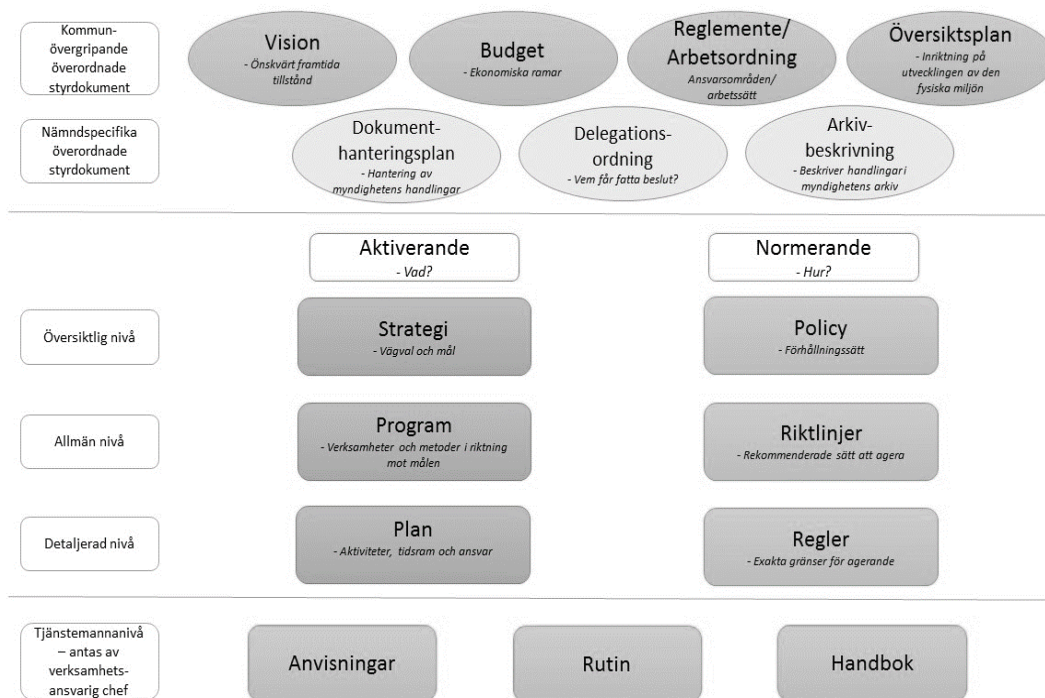 Kommun-
övergripande
överordnade
styrdokument
Vision
- Önskvärt framtida
tillstånd
Budget
- Ekonomiska ramar
Reglemente/
Arbetsordning
Ansvarsområden/
arbetssätt
Översiktsplan
- Inriktning på
utvecklingen av den
fysiska miljön
Nämndspecifika
överordnade
styrdokument
Dokument-
hanteringsplan
- Hantering av
myndighetens handlingar
Delegations-
ordning
- Vem får fatta beslut?
Arkiv-
beskrivning
- Beskriver handlingar i
myndighetens arkiv
Aktiverande
- Vad?
Normerande
- Hur?
Översiktlig nivå
Strategi
- Vägval och mål
Policy
- Förhållningssätt
Allmän nivå
Program
- Verksamheter och metoder i riktning
mot målen
Riktlinjer
- Rekommenderade sätt att agera
Detaljerad nivå
Plan
- Aktiviteter, tidsram och ansvar
Regler
- Exakta gränser för agerande
Tjänstemannanivå
– antas av
verksamhets-
ansvarig chef
Anvisningar
Rutin
Handbok